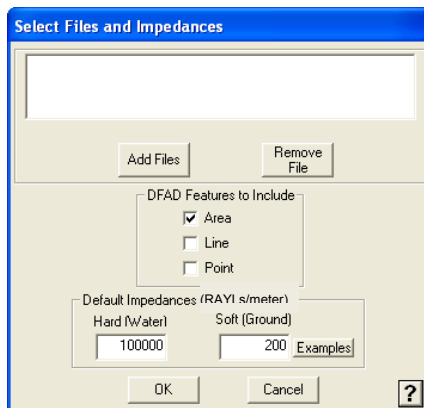 Select Files and Impedances
Add Files
Remove
File
DFAD Features to Include
Area
Line
Point
Default Impedances (RAYLs/meter)
Hard (Water)
Soft (Ground)
100000
200
Examples
OK
Cancel
?